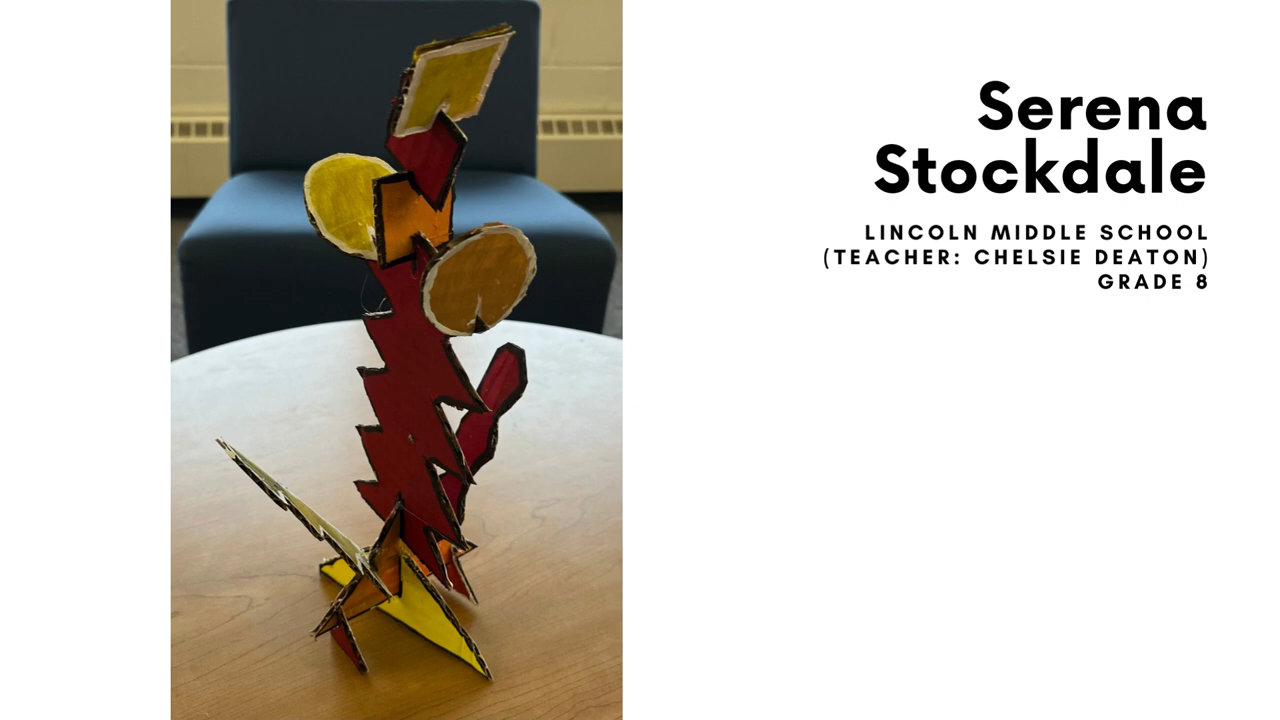 Serena
Stockdale
LINCOLN MIDDLE SCHOOL
(TEACHER: CHELSIE DEATON)
GRADE 8